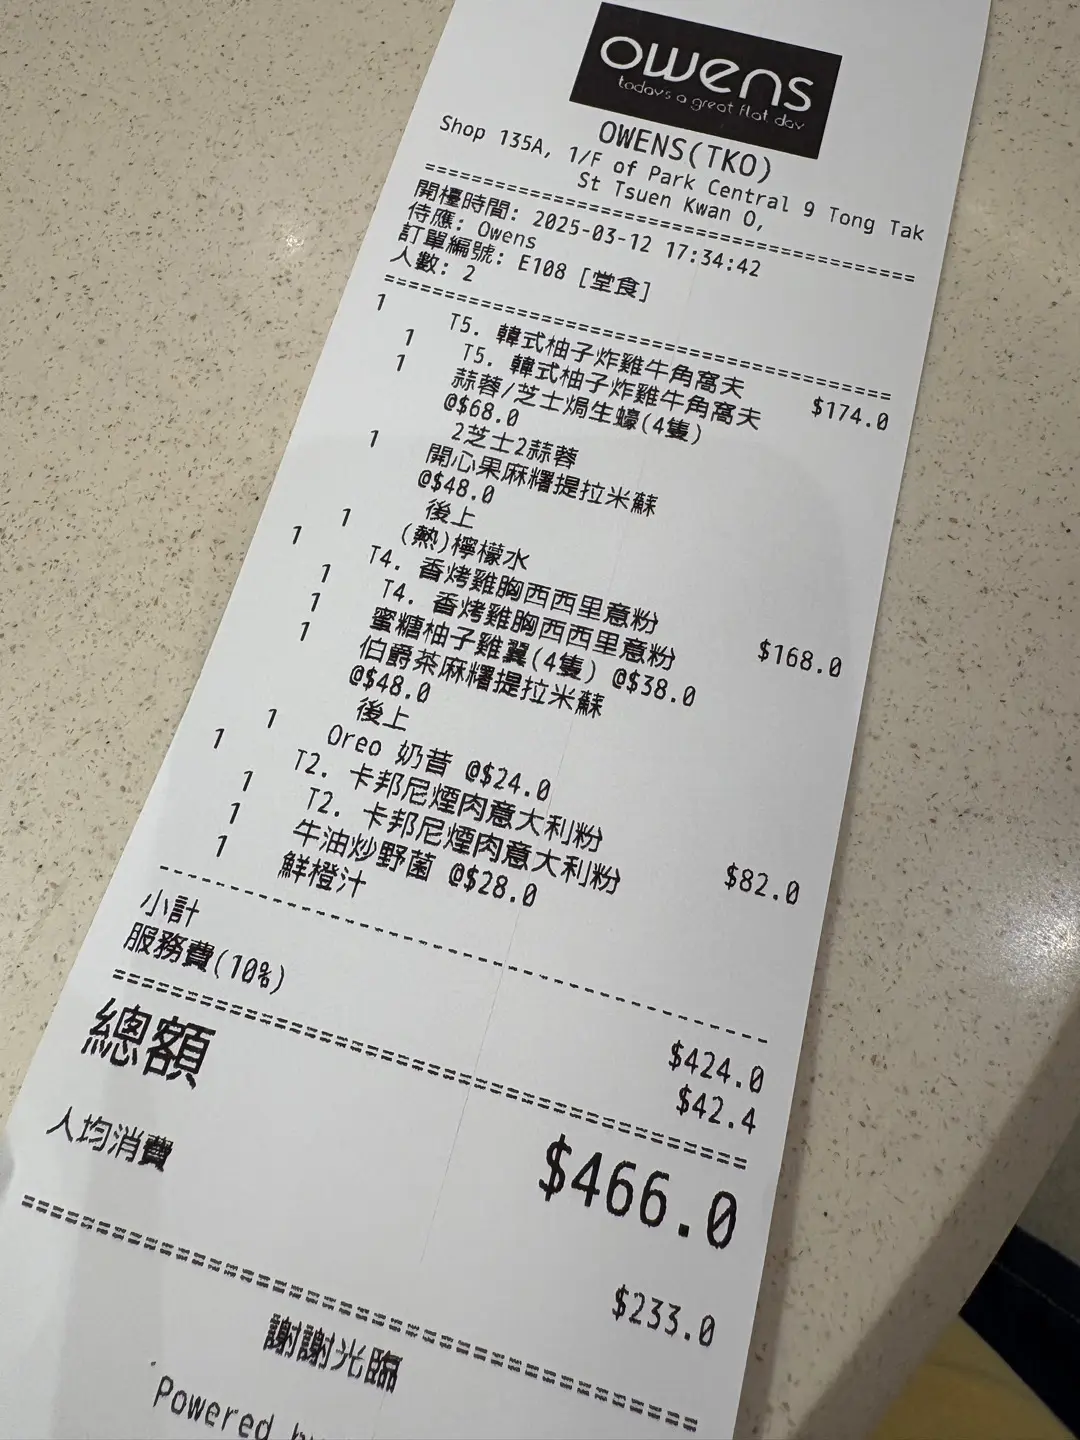 owens
today's a great flat day
OWENS(TKO)
Shop 135A, 1/F of Park Central 9 Tong Tak
St Tsuen Kwan O,
開檯時間: 2025-03-12 17:34:42
侍應: Owens
訂單編號: E108 [堂食]
人數: 2
1 T5. 韓式柚子炸雞牛角窩夫 $174.0
1 T5. 韓式柚子炸雞牛角窩夫
1 蒜蓉/芝士焗生蠔(4隻)
@$68.0
2芝士2蒜蓉
1 開心果麻糬提拉米蘇
@$48.0
後上
1 (熱)檸檬水
1 T4. 香烤雞胸西西里意粉 $168.0
1 T4. 香烤雞胸西西里意粉
1 蜜糖柚子雞翼(4隻) @$38.0
1 伯爵茶麻糬提拉米蘇
@$48.0
後上
1 Oreo 奶昔 @$24.0
1 T2. 卡邦尼煙肉意大利粉 $82.0
1 T2. 卡邦尼煙肉意大利粉
1 牛油炒野菌 @$28.0
1 鮮橙汁
小計 $424.0
服務費(10%) $42.4
總額 $466.0
人均消費 $233.0
謝謝光臨
Powered